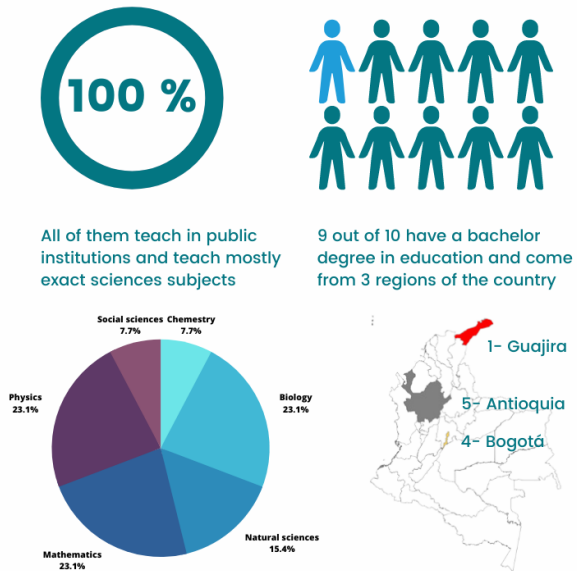 100 %
All of them teach in public
institutions and teach mostly
exact sciences subjects
9 out of 10 have a bachelor
degree in education and come
from 3 regions of the country
Social sciences
7.7%
Chemestry
7.7%
Physics
23.1%
Biology
23.1%
Natural sciences
15.4%
Mathematics
23.1%
1- Guajira
5- Antioquia
4- Bogotá